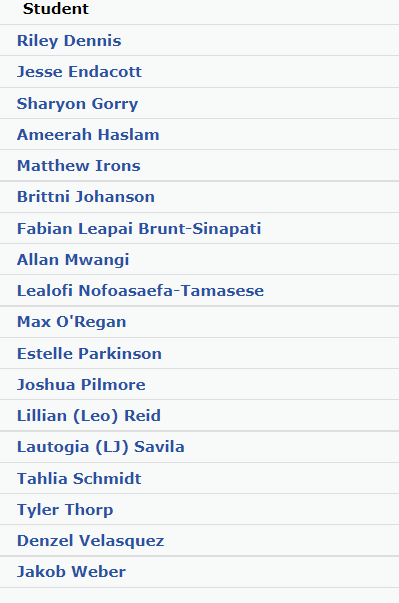 Student
Riley Dennis
Jesse Endacott
Sharyon Gorry
Ameerah Haslam
Matthew Irons
Brittni Johanson
Fabian Leapai Brunt-Sinapati
Allan Mwangi
Lealofi Nofoasaefa-Tamasese
Max O'Regan
Estelle Parkinson
Joshua Pilmore
Lillian (Leo) Reid
Lautogia (LJ) Savila
Tahlia Schmidt
Tyler Thorp
Denzel Velasquez
Jakob Weber